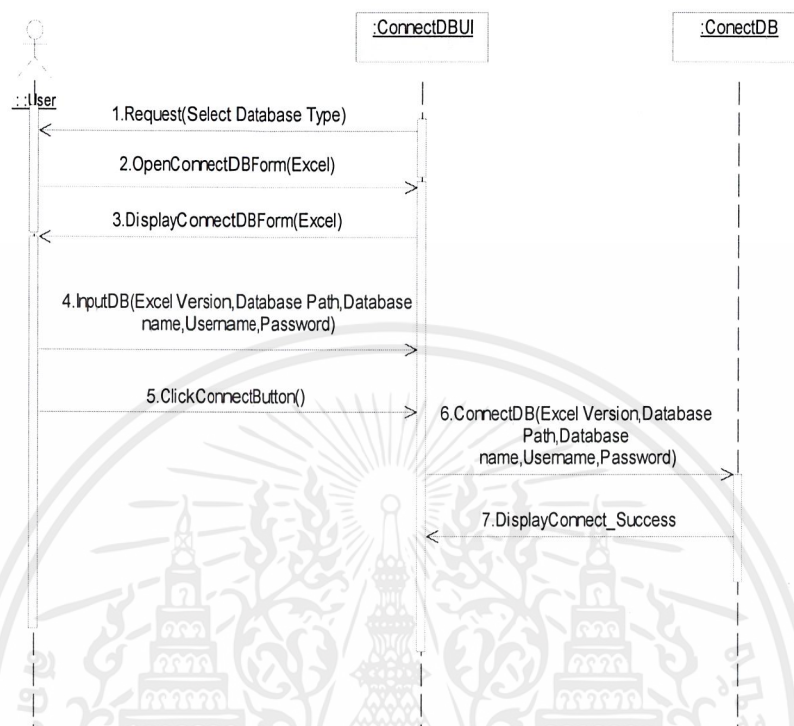 :ConnectDBUI
:ConectDB
: :User
1.Request(Select Database Type)
2.OpenConnectDBForm(Excel)
3.DisplayConnectDBForm(Excel)
4.InputDB(Excel Version,Database Path,Database
name,Username,Password)
5.ClickConnectButton()
6.ConnectDB(Excel Version,Database
Path,Database
name,Username,Password)
7.DisplayConnect_Success